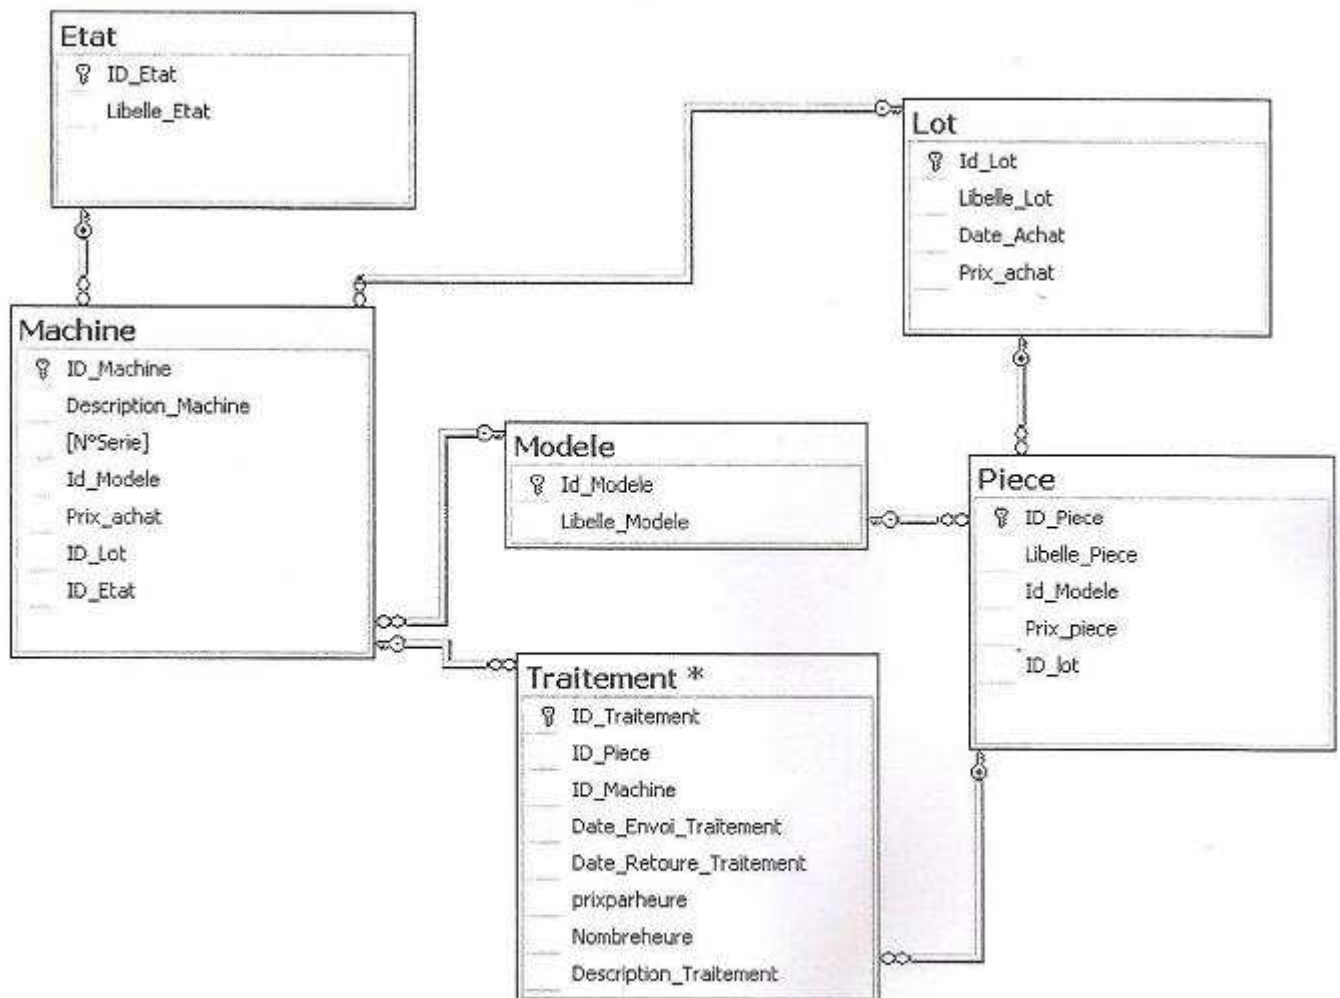 Etat
ID_Etat
Libelle_Etat
Lot
Id_Lot
Libelle_Lot
Date_Achat
Prix_achat
Machine
ID_Machine
Description_Machine
[N°Serie]
Id_Modele
Prix_achat
ID_Lot
ID_Etat
Modele
Id_Modele
Libelle_Modele
Piece
ID_Piece
Libelle_Piece
Id_Modele
Prix_piece
ID_lot
Traitement *
ID_Traitement
ID_Piece
ID_Machine
Date_Envoi_Traitement
Date_Retoure_Traitement
prixparheure
Nombreheure
Description_Traitement